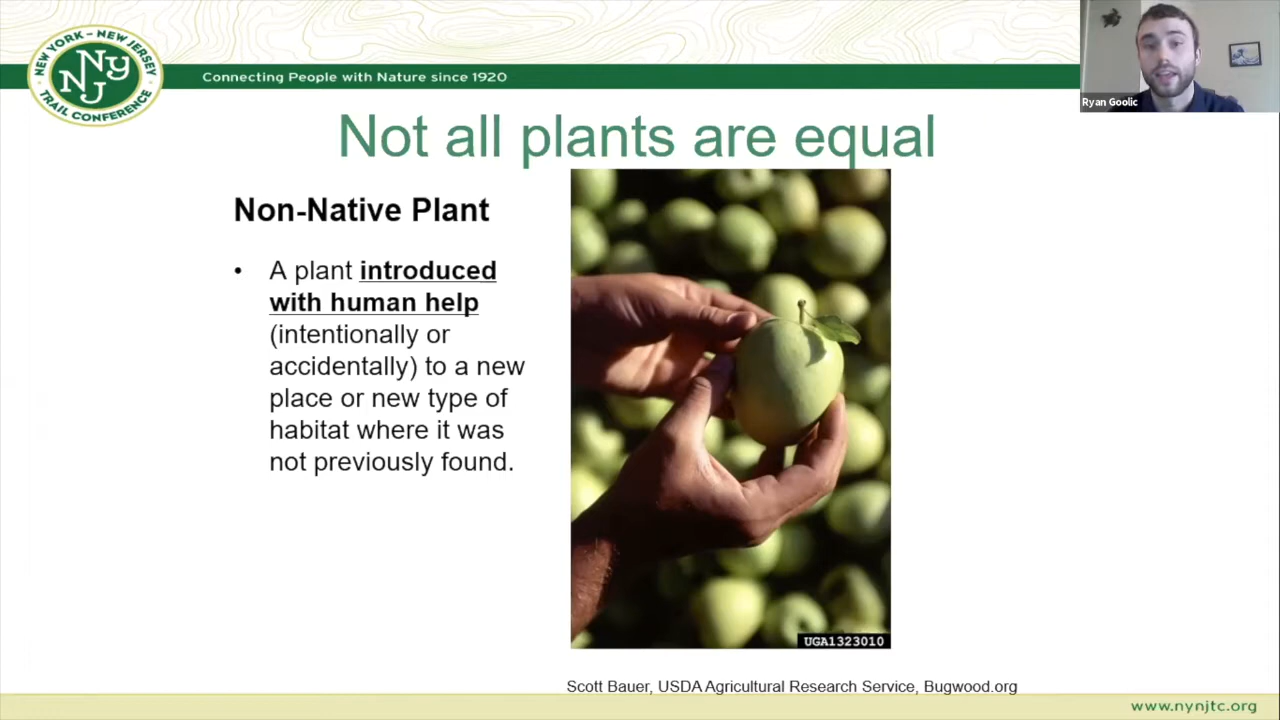 NEW YORK - NEW JERSEY
NY
NJ
TRAIL CONFERENCE
Connecting People with Nature since 1920
Ryan Goolic
Not all plants are equal
Non-Native Plant
• A plant introduced
with human help
(intentionally or
accidentally) to a new
place or new type of
habitat where it was
not previously found.
UGA1323010
Scott Bauer, USDA Agricultural Research Service, Bugwood.org
www.nynjtc.org